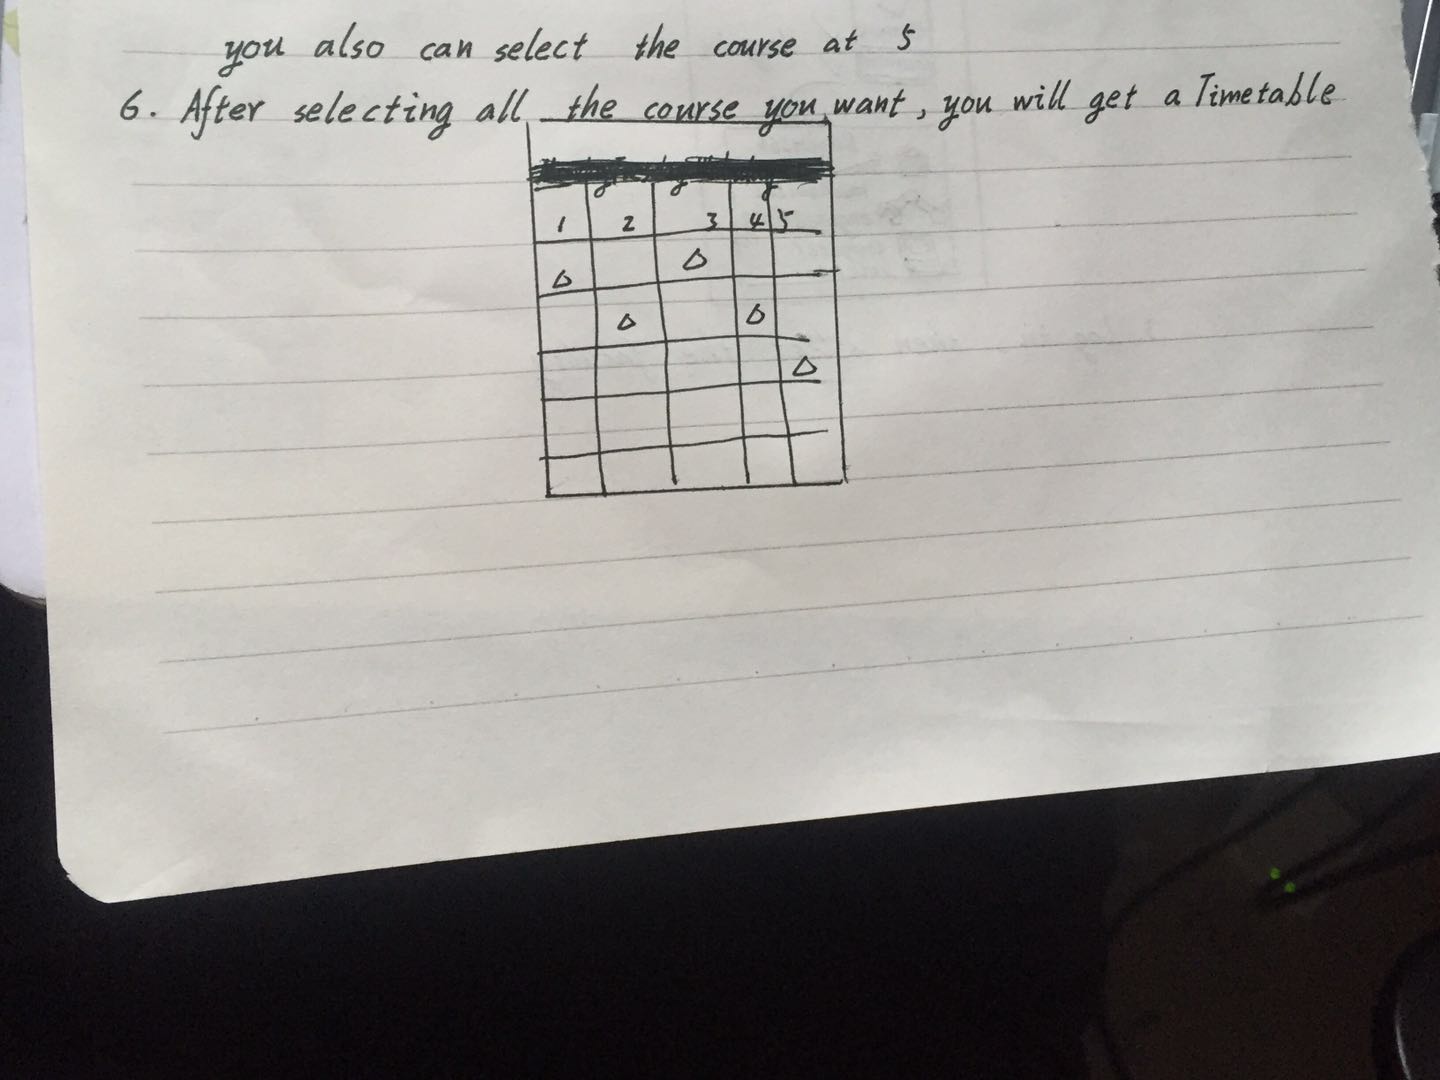 you also can select the course at 5
6. After selecting all the course you want, you will get a Timetable
1 2 3 4 5